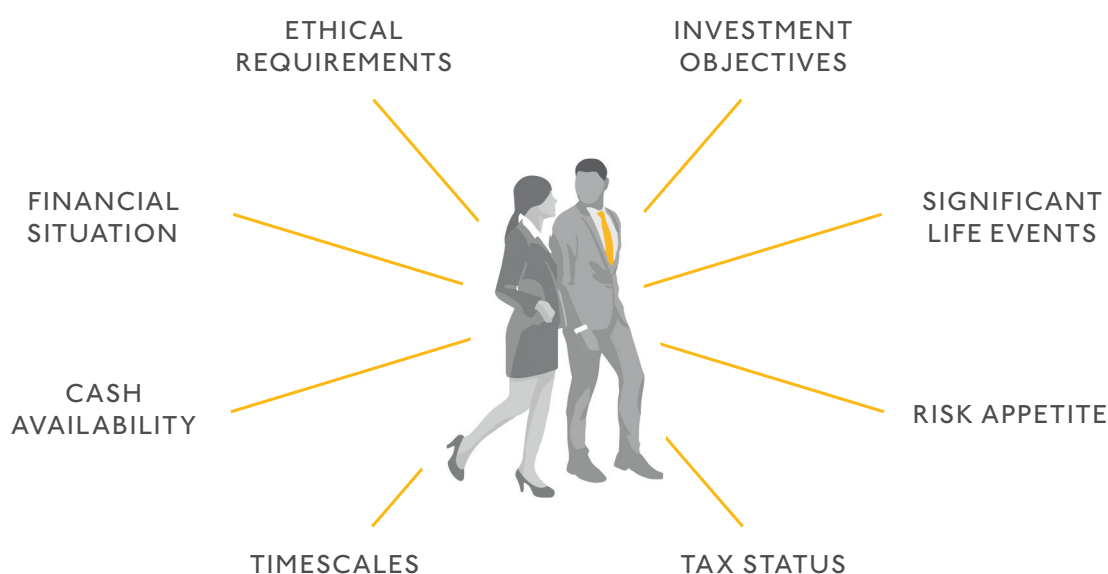 ETHICAL
REQUIREMENTS
INVESTMENT
OBJECTIVES
FINANCIAL
SITUATION
SIGNIFICANT
LIFE EVENTS
CASH
AVAILABILITY
RISK APPETITE
TIMESCALES
TAX STATUS